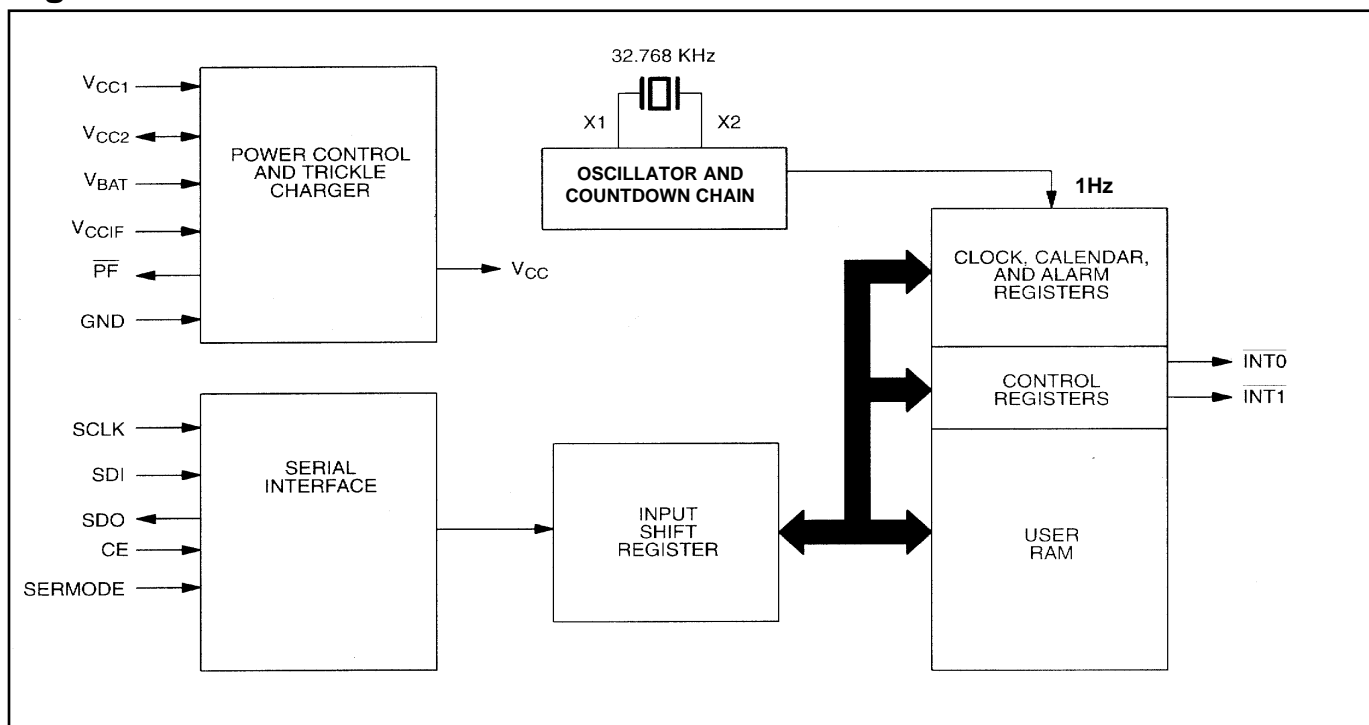 32.768 KHz
X1
X2
VCC1
VCC2
VBAT
VCCIF
PF
GND
POWER CONTROL
AND TRICKLE
CHARGER
VCC
OSCILLATOR AND
COUNTDOWN CHAIN
1Hz
CLOCK, CALENDAR,
AND ALARM
REGISTERS
CONTROL
REGISTERS
INT0
INT1
USER
RAM
SCLK
SDI
SDO
CE
SERMODE
SERIAL
INTERFACE
INPUT
SHIFT
REGISTER